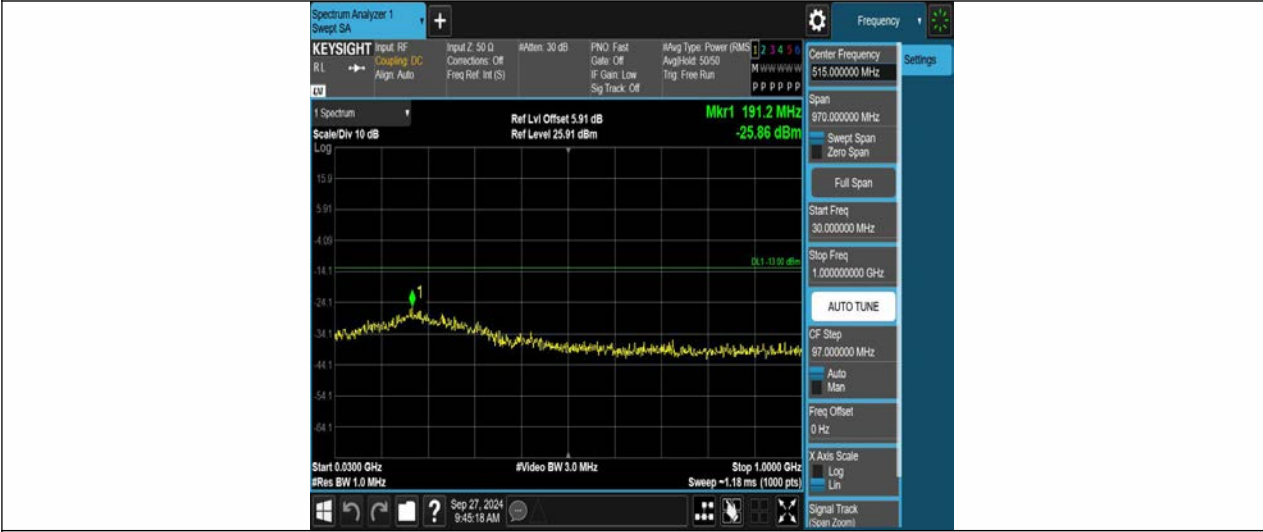 Spectrum Analyzer 1
Swept SA
Frequency
KEYSIGHT
RL
LV
Input: RF
Coupling: DC
Align: Auto
Input Z: 50 Ω
Corrections: Off
Freq Ref: Int (S)
#Atten: 30 dB
PNO: Fast
Gate: Off
IF Gain: Low
Sig Track: Off
#Avg Type: Power (RMS
Avg|Hold: 50/50
Trig: Free Run
1 2 3 4 5 6
M W W W W W
P P P P P P
1 Spectrum
Scale/Div 10 dB
Ref Lvl Offset 5.91 dB
Ref Level 25.91 dBm
Mkr1 191.2 MHz
-25.86 dBm
Log
15.9
5.91
-4.09
-14.1
-24.1
-34.1
-44.1
-54.1
-64.1
DL1 -13.00 dBm
1
Start 0.0300 GHz
#Res BW 1.0 MHz
#Video BW 3.0 MHz
Stop 1.0000 GHz
Sweep ~1.18 ms (1000 pts)
Center Frequency
515.000000 MHz
Settings
Span
970.000000 MHz
Swept Span
Zero Span
Full Span
Start Freq
30.000000 MHz
Stop Freq
1.000000000 GHz
AUTO TUNE
CF Step
97.000000 MHz
Auto
Man
Freq Offset
0 Hz
X Axis Scale
Log
Lin
Signal Track
(Span Zoom)
?
Sep 27, 2024
9:45:18 AM